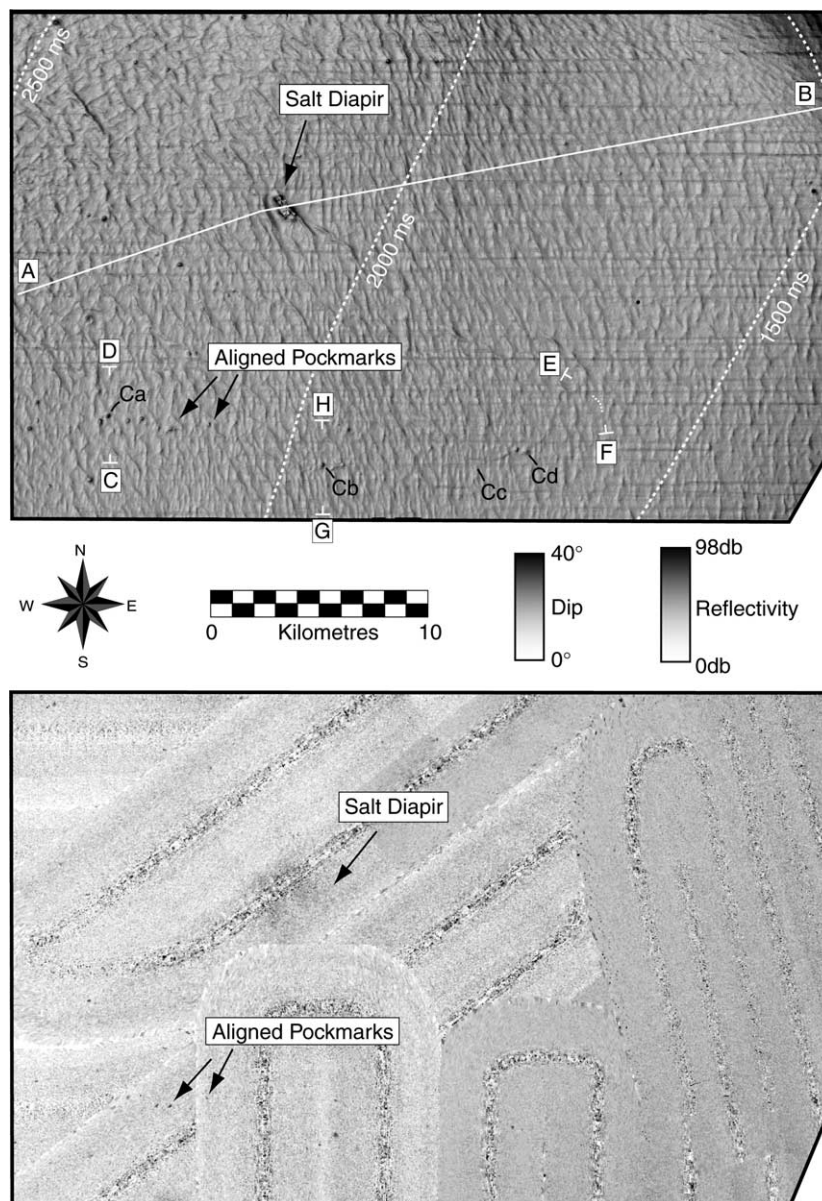 2500 ms
Salt Diapir
B
2000 ms
A
1500 ms
D
Aligned Pockmarks
E
Ca
H
F
C
Cb
Cc
Cd
G
N
W E
S
0 Kilometres 10
40°
Dip
0°
98db
Reflectivity
0db
Salt Diapir
Aligned Pockmarks